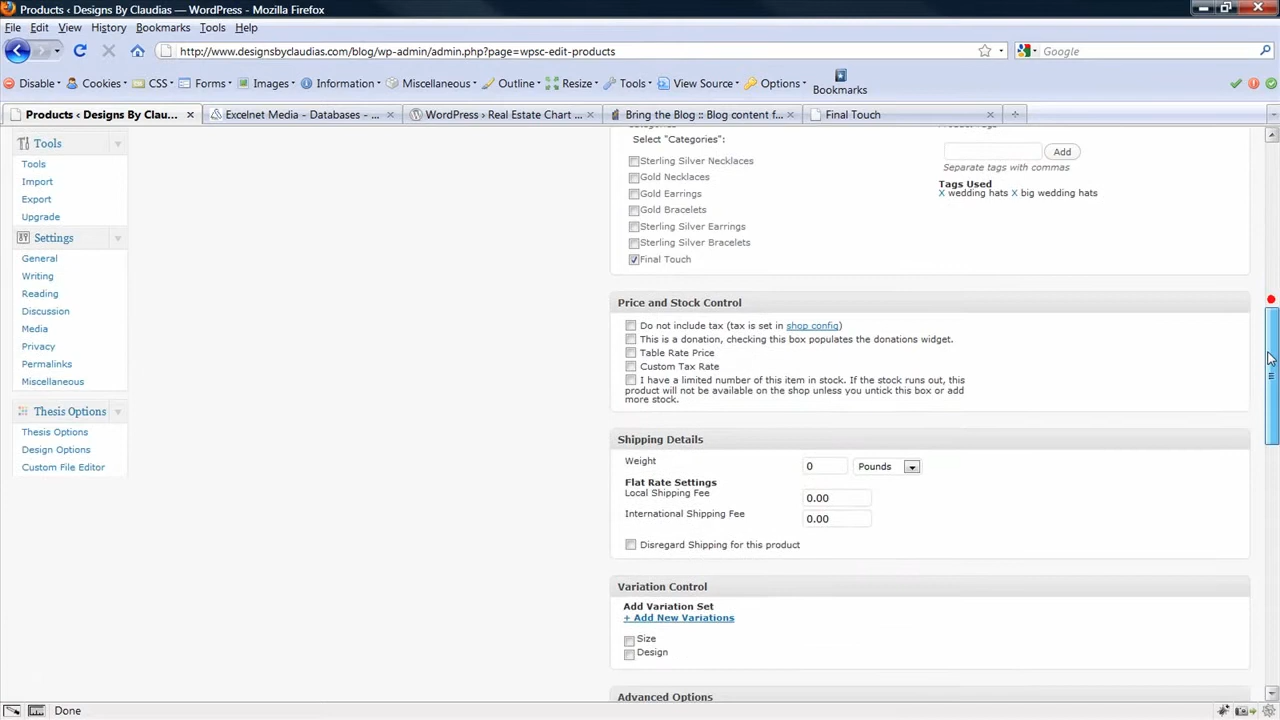 Products ‹ Designs By Claudias — WordPress - Mozilla Firefox
File Edit View History Bookmarks Tools Help
http://www.designsbyclaudias.com/blog/wp-admin/admin.php?page=wpsc-edit-products
Google
Disable Cookies CSS Forms Images Information Miscellaneous Outline Resize Tools View Source Options Bookmarks
Products ‹ Designs By Clau... Excelnet Media - Databases - ... WordPress › Real Estate Chart ... Bring the Blog :: Blog content f... Final Touch
Tools
Tools
Import
Export
Upgrade
Settings
General
Writing
Reading
Discussion
Media
Privacy
Permalinks
Miscellaneous
Thesis Options
Thesis Options
Design Options
Custom File Editor
Select "Categories":
Sterling Silver Necklaces
Gold Necklaces
Gold Earrings
Gold Bracelets
Sterling Silver Earrings
Sterling Silver Bracelets
Final Touch
Add
Separate tags with commas
Tags Used
X wedding hats X big wedding hats
Price and Stock Control
Do not include tax (tax is set in shop config)
This is a donation, checking this box populates the donations widget.
Table Rate Price
Custom Tax Rate
I have a limited number of this item in stock. If the stock runs out, this
product will not be available on the shop unless you untick this box or add
more stock.
Shipping Details
Weight 0 Pounds
Flat Rate Settings
Local Shipping Fee 0.00
International Shipping Fee 0.00
Disregard Shipping for this product
Variation Control
Add Variation Set
+ Add New Variations
Size
Design
Advanced Options
Done